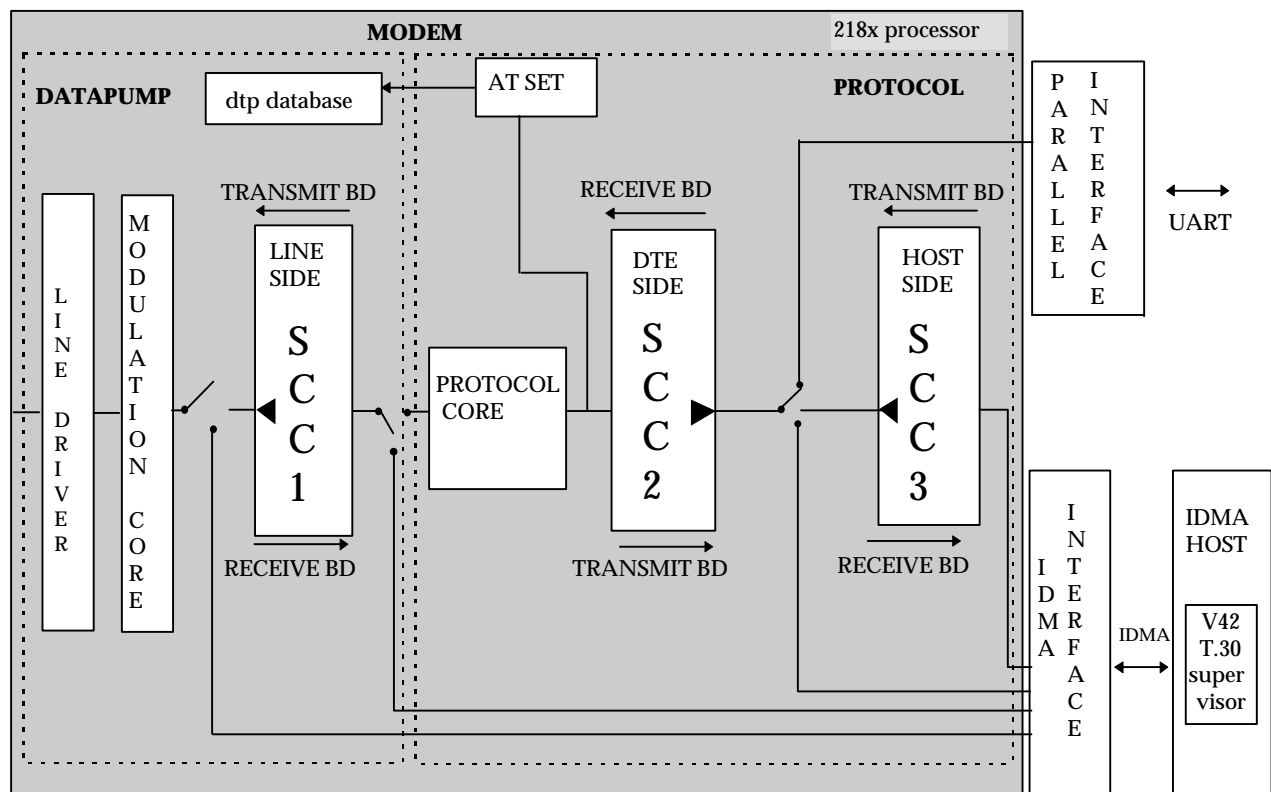 MODEM
218x processor
DATAPUMP
dtp database
AT SET
PROTOCOL
PARALLEL
INTERFACE
UART
TRANSMIT BD
RECEIVE BD
TRANSMIT BD
LINE DRIVER
MODULATION CORE
LINE
SIDE
SCC1
PROTOCOL
CORE
DTE
SIDE
SCC2
HOST
SIDE
SCC3
RECEIVE BD
TRANSMIT BD
RECEIVE BD
IDMA
INTERFACE
IDMA
IDMA
HOST
V42
T.30
super
visor